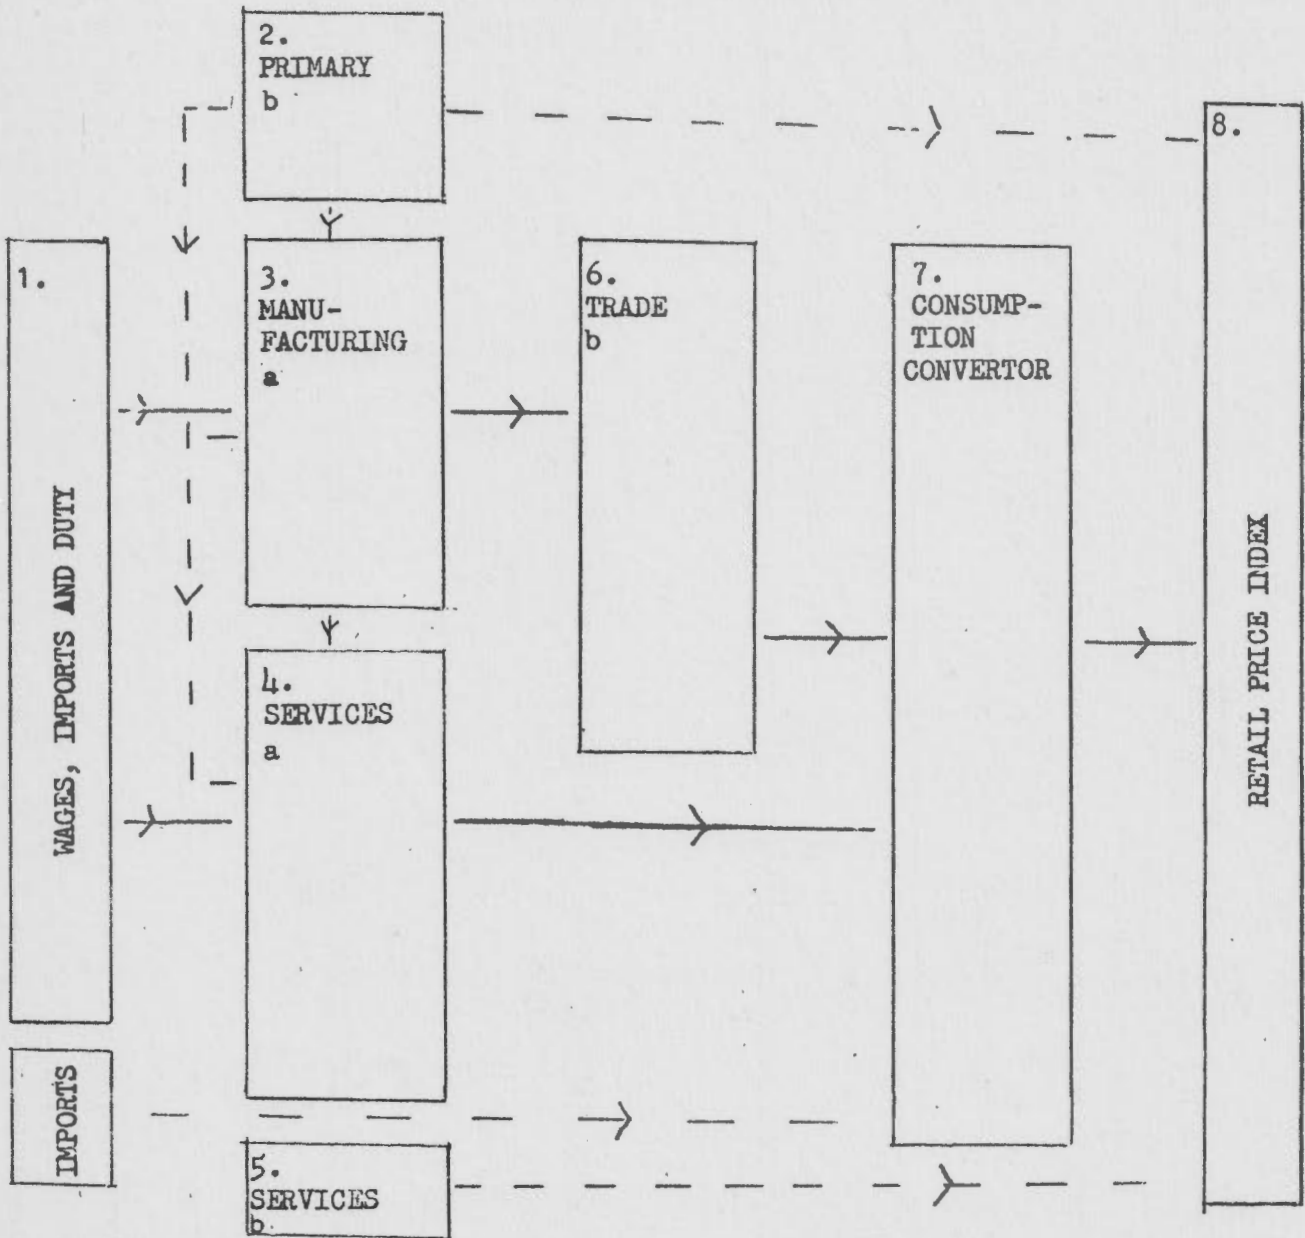 2.
PRIMARY
b
8.
1.
3.
MANU-
FACTURING
a
6.
TRADE
b
7.
CONSUMP-
TION
CONVERTOR
WAGES, IMPORTS AND DUTY
4.
SERVICES
a
RETAIL PRICE INDEX
IMPORTS
5.
SERVICES
b